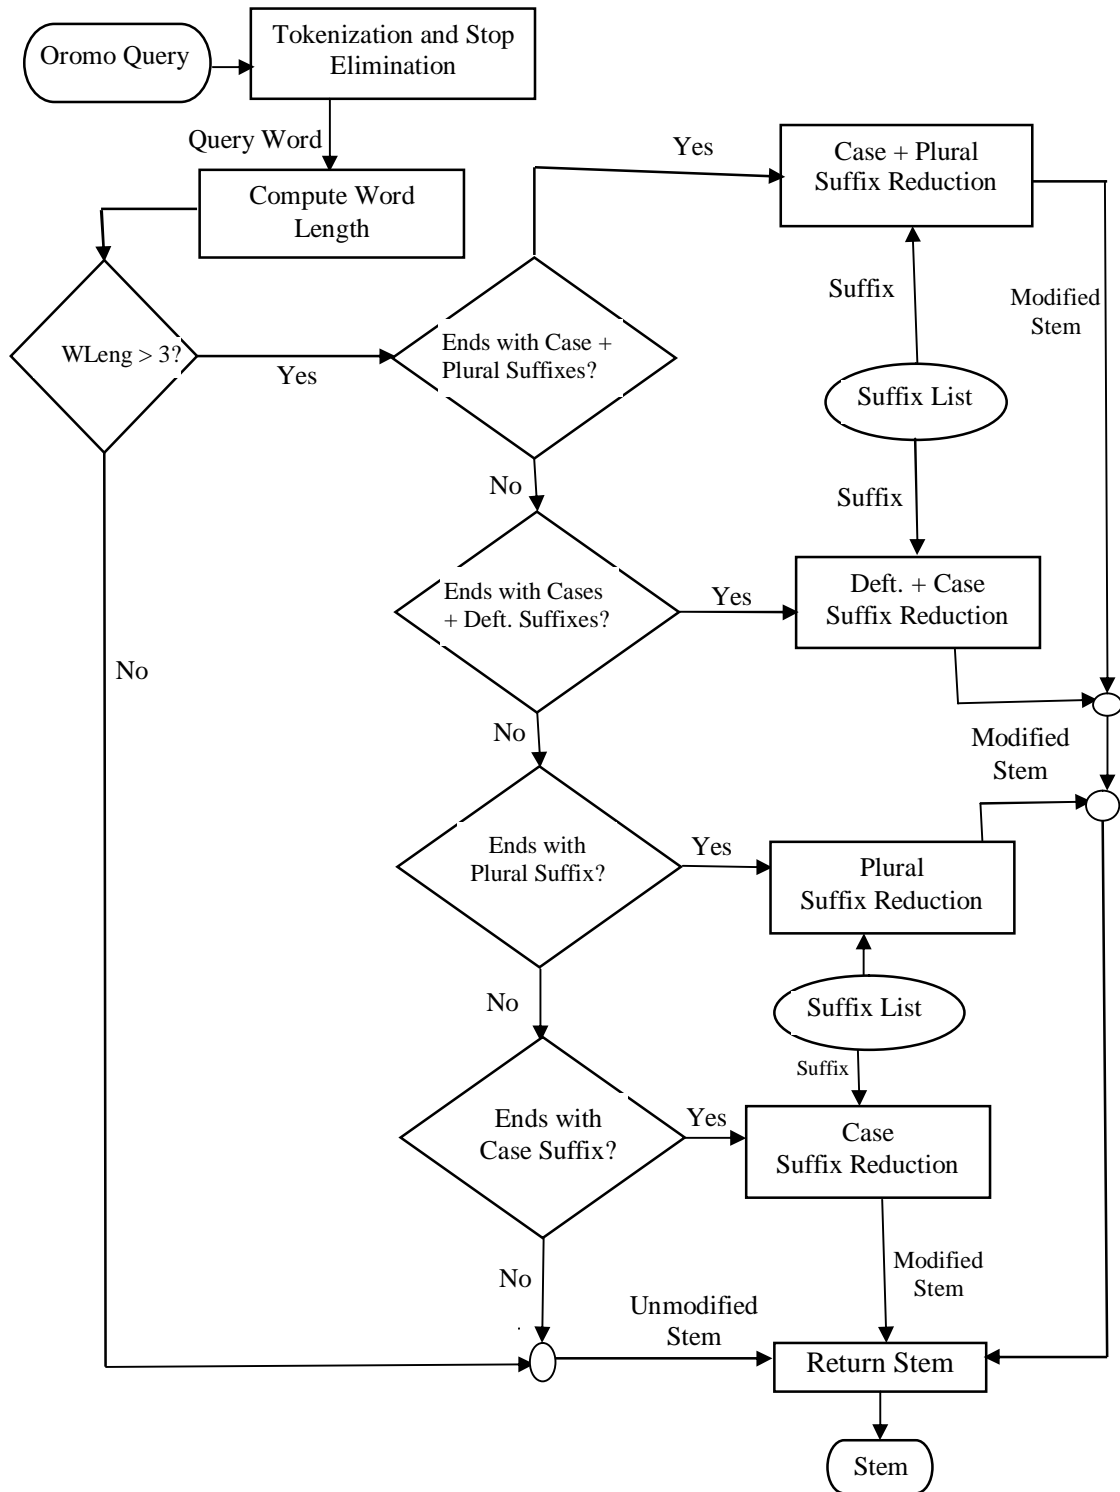 Oromo Query
Tokenization and Stop
Elimination
Query Word
Compute Word
Length
Yes
Case + Plural
Suffix Reduction
Suffix
Modified
Stem
WLeng > 3?
Yes
Ends with Case +
Plural Suffixes?
Suffix List
No
Suffix
Ends with Cases
+ Deft. Suffixes?
Yes
Deft. + Case
Suffix Reduction
No
No
Modified
Stem
Ends with
Plural Suffix?
Yes
Plural
Suffix Reduction
No
Suffix List
Suffix
Ends with
Case Suffix?
Yes
Case
Suffix Reduction
No
Modified
Stem
Unmodified
Stem
Return Stem
Stem